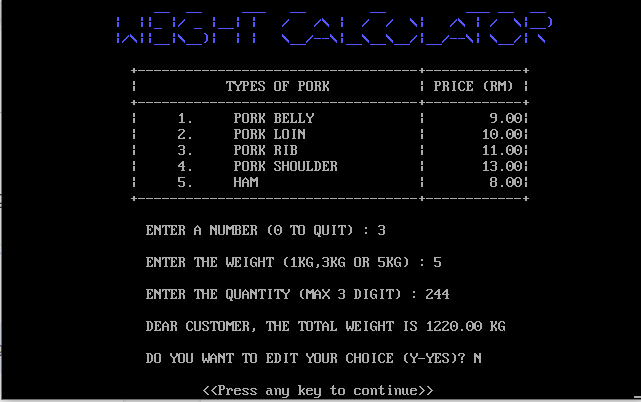 WEIGHT CALCULATOR
TYPES OF PORK PRICE (RM)
1. PORK BELLY 9.00
2. PORK LOIN 10.00
3. PORK RIB 11.00
4. PORK SHOULDER 13.00
5. HAM 8.00
ENTER A NUMBER (0 TO QUIT) : 3
ENTER THE WEIGHT (1KG,3KG OR 5KG) : 5
ENTER THE QUANTITY (MAX 3 DIGIT) : 244
DEAR CUSTOMER, THE TOTAL WEIGHT IS 1220.00 KG
DO YOU WANT TO EDIT YOUR CHOICE (Y-YES)? N
<<Press any key to continue>>